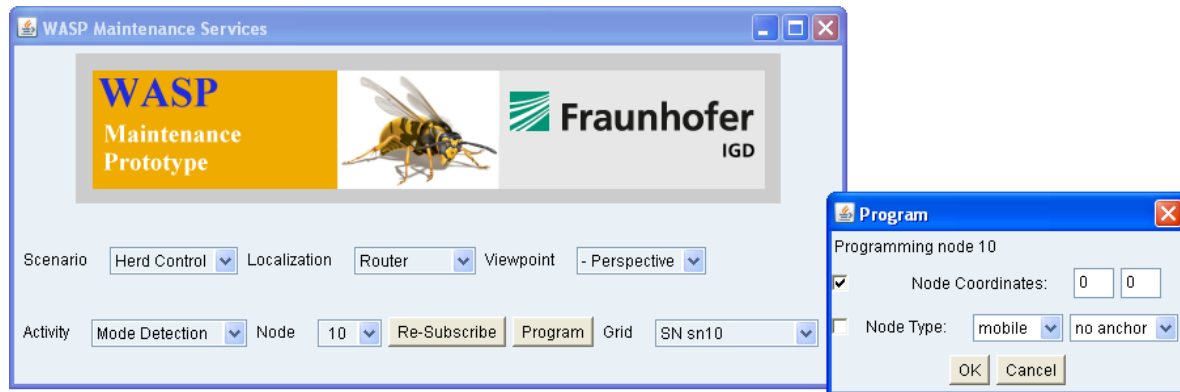 WASP Maintenance Services
WASP
Maintenance
Prototype
Fraunhofer
IGD
Scenario Herd Control Localization Router Viewpoint - Perspective
Activity Mode Detection Node 10 Re-Subscribe Program Grid SN sn10
Program
Programming node 10
Node Coordinates: 0 0
Node Type: mobile no anchor
OK Cancel